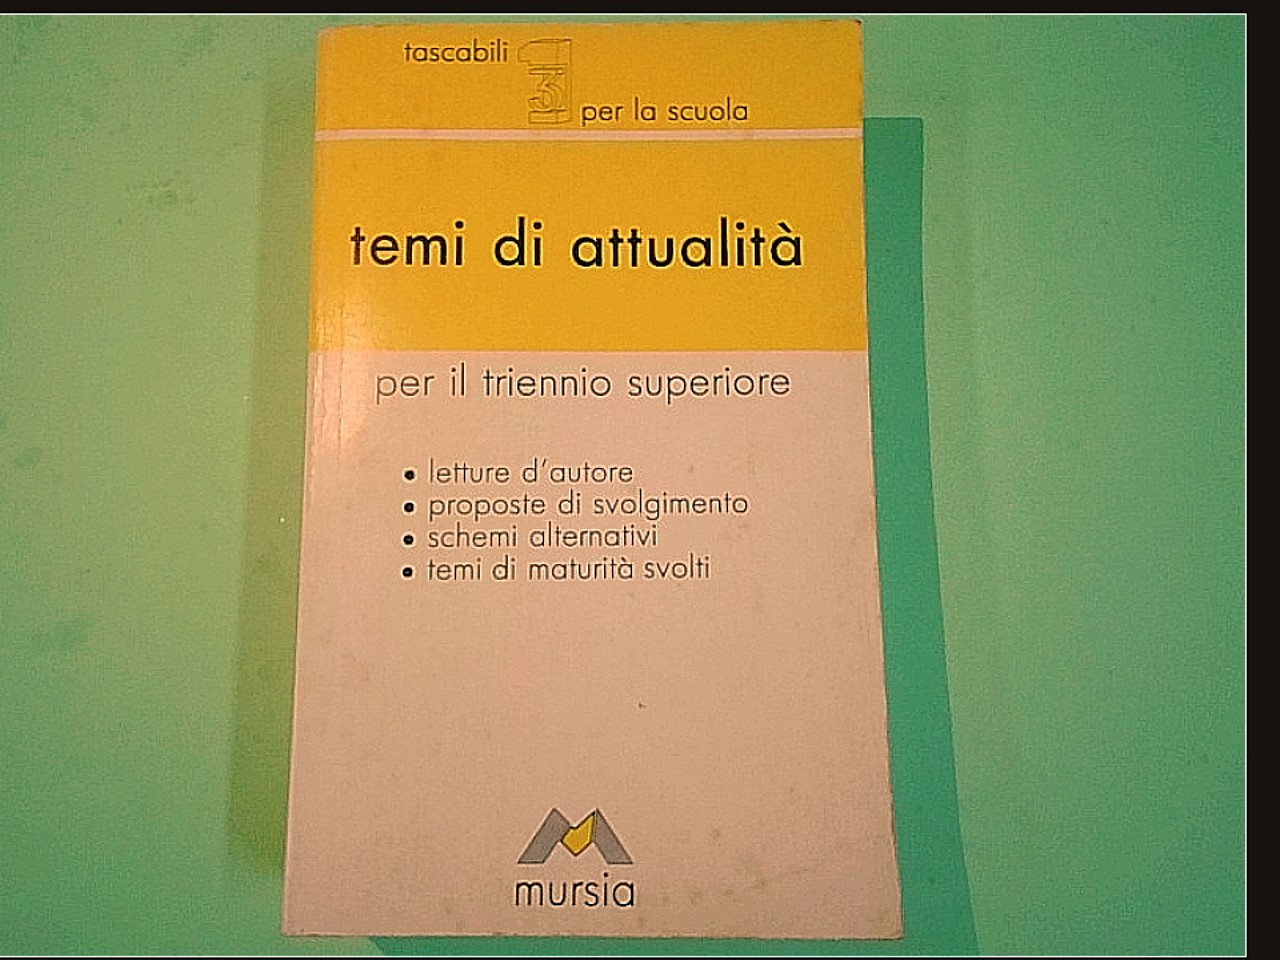 tascabili
3
per la scuola
temi di attualità
per il triennio superiore
• letture d'autore
• proposte di svolgimento
• schemi alternativi
• temi di maturità svolti
mursia